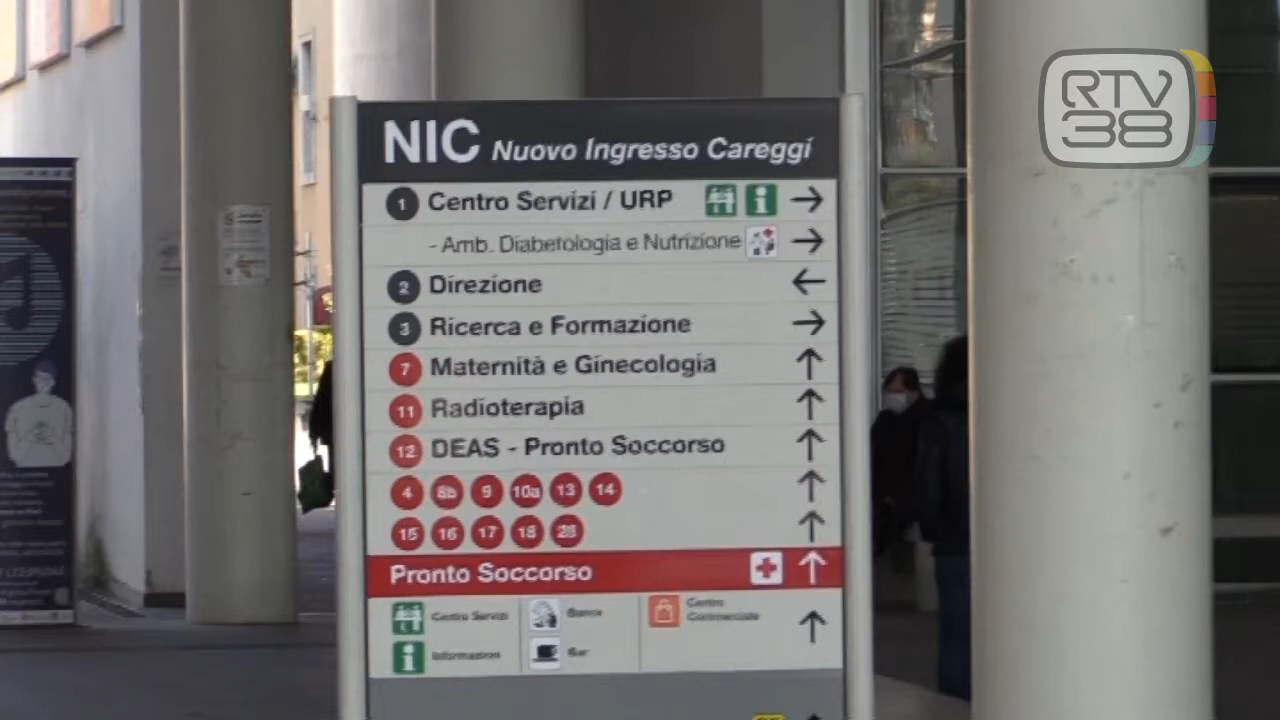 RTV
38
NIC Nuovo Ingresso Careggi
1 Centro Servizi / URP
- Amb. Diabetologia e Nutrizione
2 Direzione
3 Ricerca e Formazione
7 Maternità e Ginecologia
11 Radioterapia
12 DEAS - Pronto Soccorso
4 8b 9 10a 13 14
15 16 17 18
Pronto Soccorso
Centro Servizi
Banca
Centro
Commerciale
Informazioni
Bar